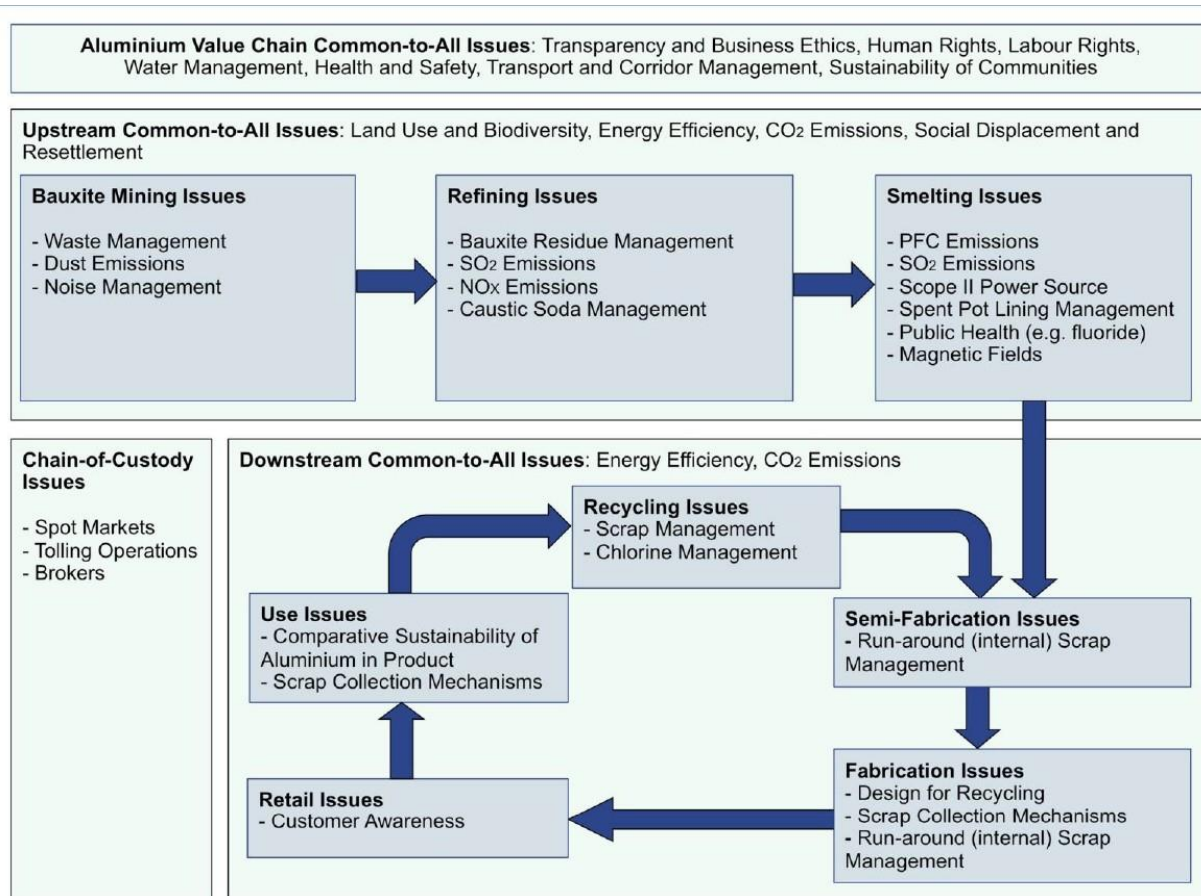 Aluminium Value Chain Common-to-All Issues: Transparency and Business Ethics, Human Rights, Labour Rights,
Water Management, Health and Safety, Transport and Corridor Management, Sustainability of Communities
Upstream Common-to-All Issues: Land Use and Biodiversity, Energy Efficiency, CO₂ Emissions, Social Displacement and
Resettlement
Bauxite Mining Issues
- Waste Management
- Dust Emissions
- Noise Management
Refining Issues
- Bauxite Residue Management
- SO₂ Emissions
- NOx Emissions
- Caustic Soda Management
Smelting Issues
- PFC Emissions
- SO₂ Emissions
- Scope II Power Source
- Spent Pot Lining Management
- Public Health (e.g. fluoride)
- Magnetic Fields
Chain-of-Custody
Issues
- Spot Markets
- Tolling Operations
- Brokers
Downstream Common-to-All Issues: Energy Efficiency, CO₂ Emissions
Recycling Issues
- Scrap Management
- Chlorine Management
Semi-Fabrication Issues
- Run-around (internal) Scrap
Management
Fabrication Issues
- Design for Recycling
- Scrap Collection Mechanisms
- Run-around (internal) Scrap
Management
Retail Issues
- Customer Awareness
Use Issues
- Comparative Sustainability of
Aluminium in Product
- Scrap Collection Mechanisms